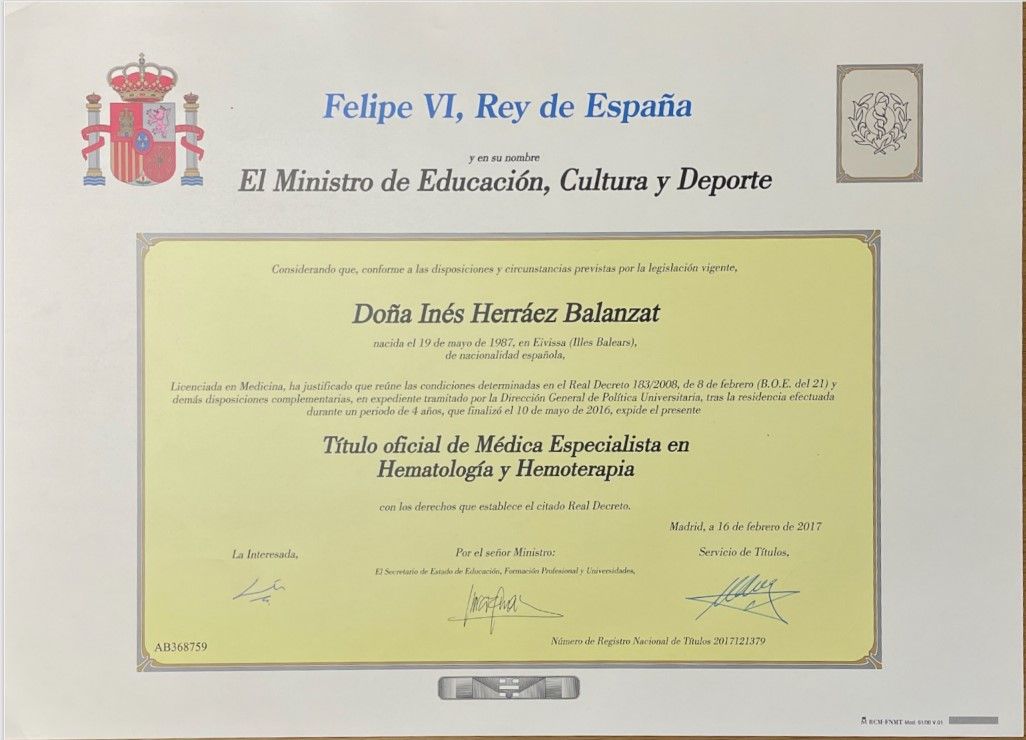 Felipe VI, Rey de España
y en su nombre
El Ministro de Educación, Cultura y Deporte
Considerando que, conforme a las disposiciones y circunstancias previstas por la legislación vigente,
Doña Inés Herráez Balanzat
nacida el 19 de mayo de 1987, en Eivissa (Illes Balears),
de nacionalidad española,
Licenciada en Medicina, ha justificado que reúne las condiciones determinadas en el Real Decreto 183/2008, de 8 de febrero (B.O.E. del 21) y
demás disposiciones complementarias, en expediente tramitado por la Dirección General de Política Universitaria, tras la residencia efectuada
durante un periodo de 4 años, que finalizó el 10 de mayo de 2016, expide el presente
Título oficial de Médica Especialista en
Hematología y Hemoterapia
con los derechos que establece el citado Real Decreto.
Madrid, a 16 de febrero de 2017
La Interesada,
Por el señor Ministro:
Servicio de Títulos,
El Secretario de Estado de Educación, Formación Profesional y Universidades,
Número de Registro Nacional de Títulos 2017121379
AB368759
RCM-FNMT Mod. 61/00 V.01